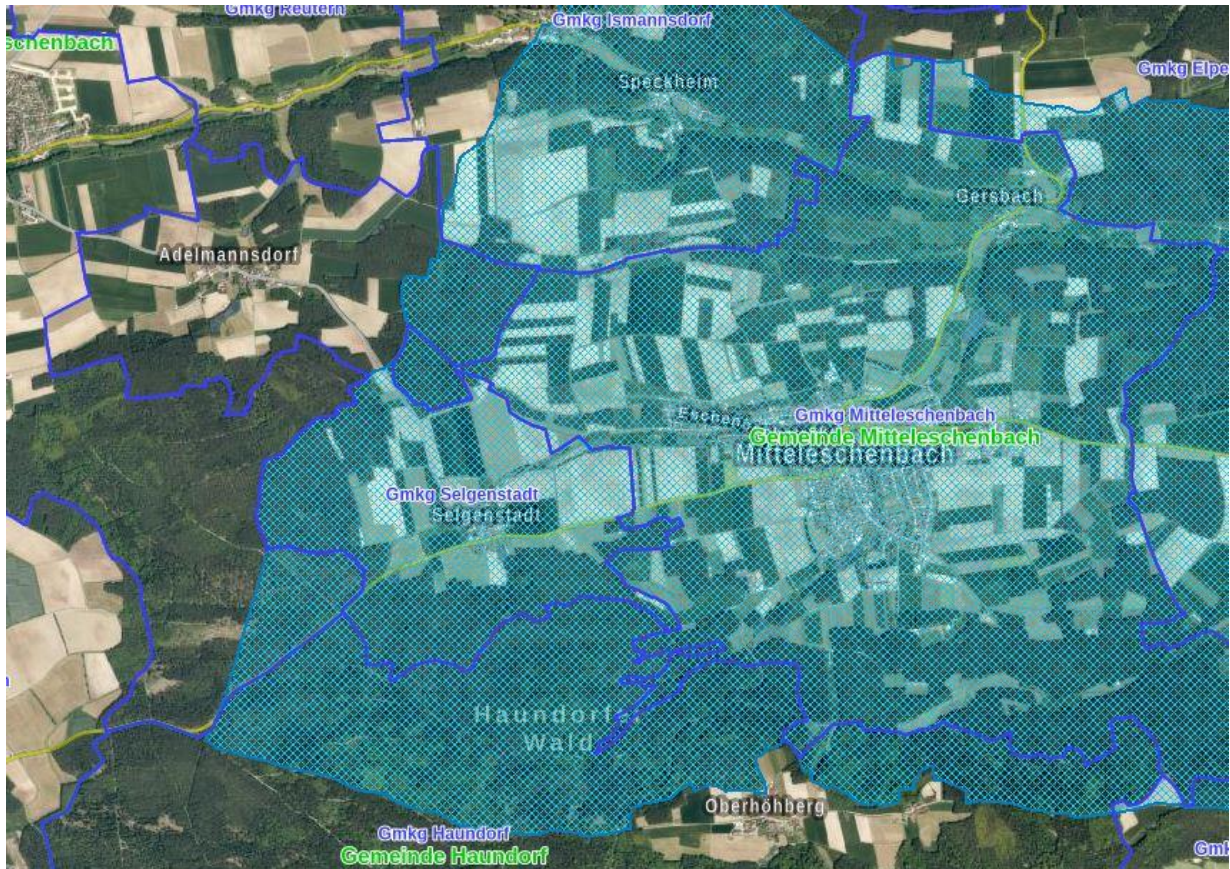 Gmkg Reutern
Gmkg Ismannsdorf
schenbach
Speckheim
Gmkg Elpe
Gersbach
Adelmannsdorf
Gmkg Mitteleschenbach
Gemeinde Mitteleschenbach
Mitteleschenbach
Gmkg Selgenstadt
Selgenstadt
Haundorfer
Wald
Oberhöhberg
Gmkg Haundorf
Gemeinde Haundorf
Gmk